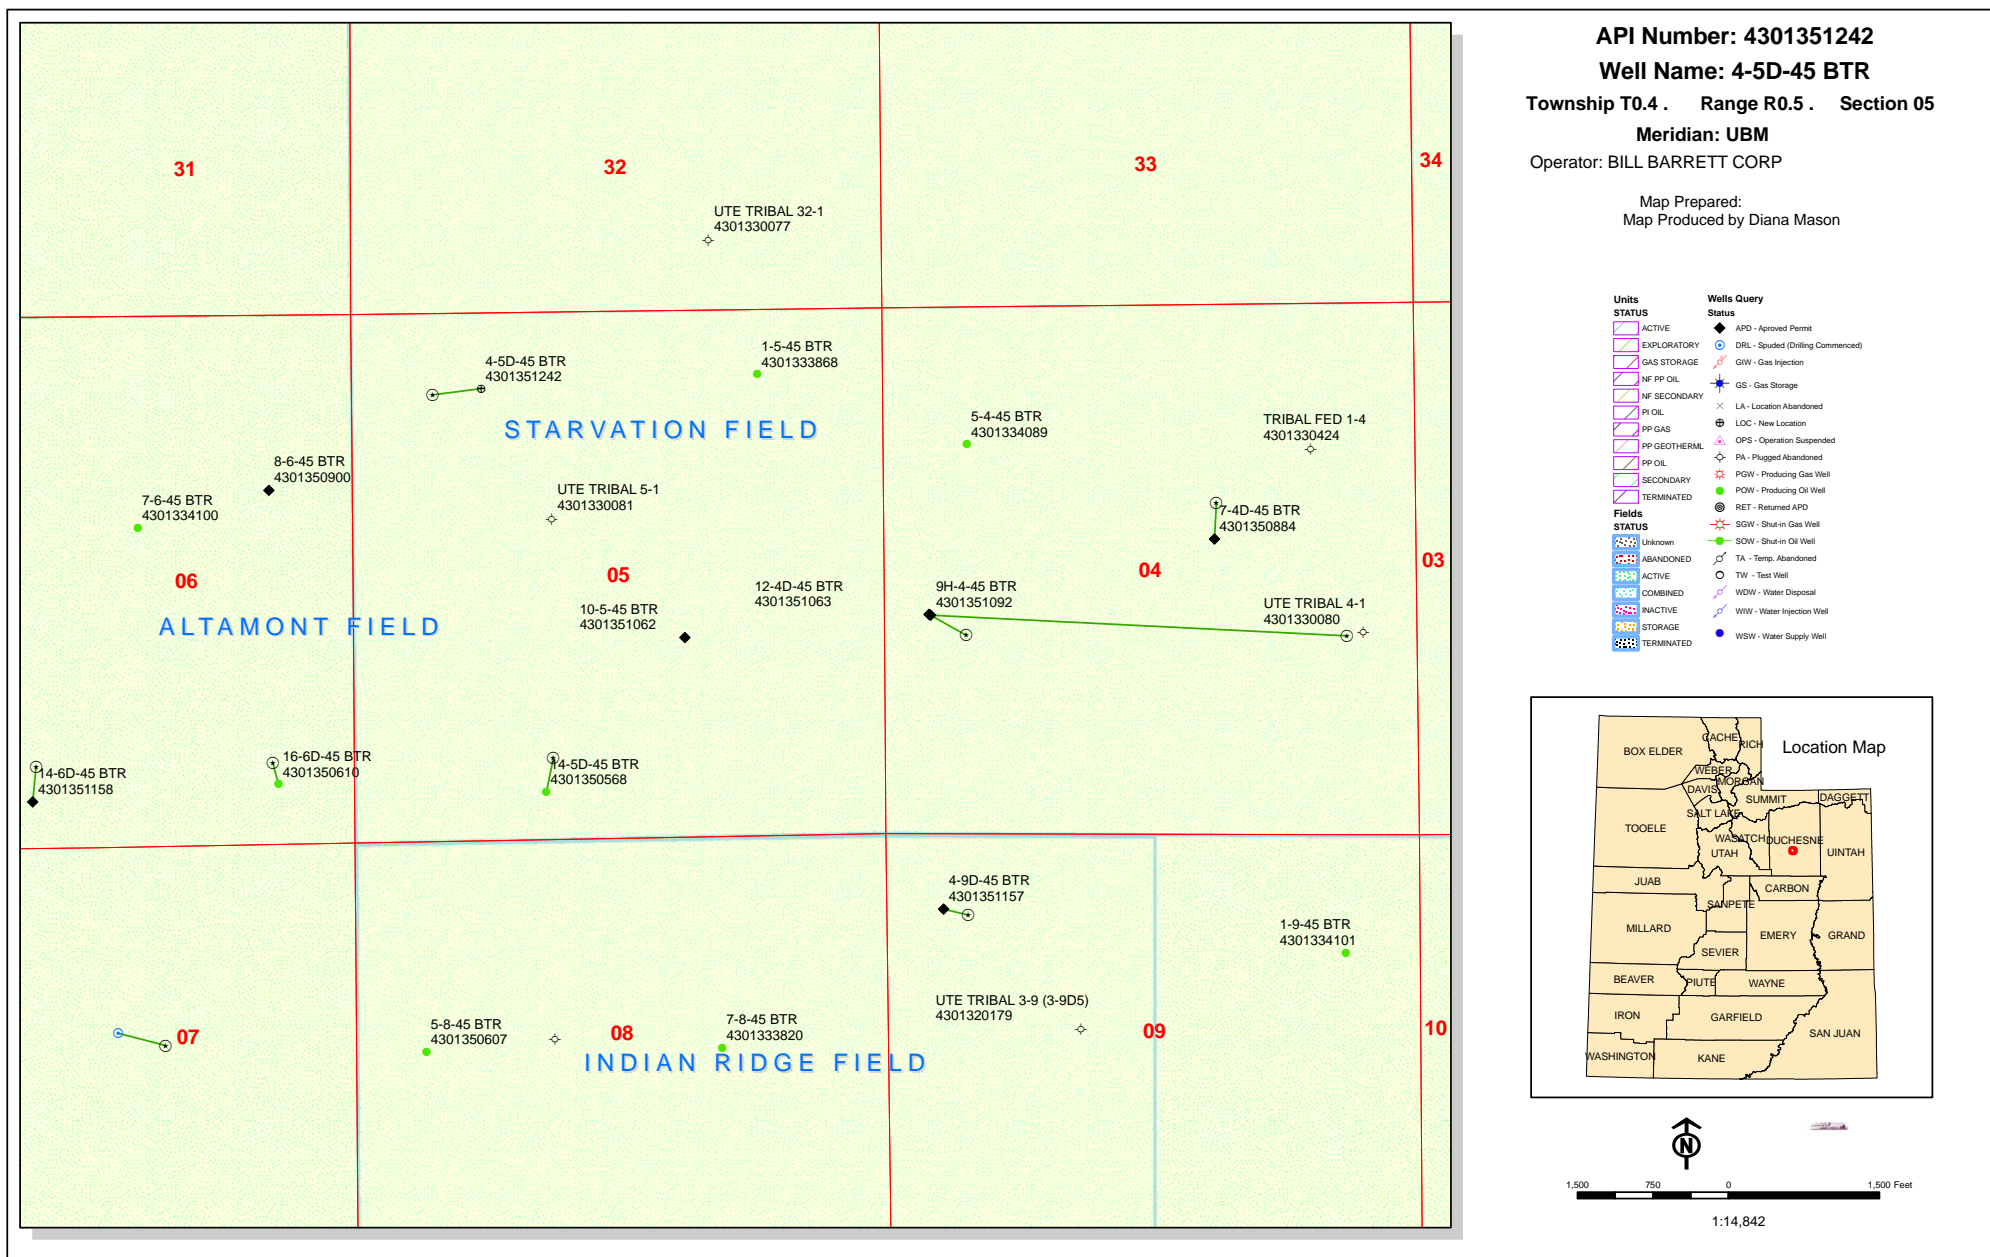 API Number: 4301351242
Well Name: 4-5D-45 BTR
Township T0.4 . Range R0.5 . Section 05
Meridian: UBM
Operator: BILL BARRETT CORP
Map Prepared:
Map Produced by Diana Mason
31
32
33
34
UTE TRIBAL 32-1
4301330077
4-5D-45 BTR
4301351242
1-5-45 BTR
4301333868
STARVATION FIELD
5-4-45 BTR
4301334089
TRIBAL FED 1-4
4301330424
8-6-45 BTR
4301350900
7-6-45 BTR
4301334100
UTE TRIBAL 5-1
4301330081
7-4D-45 BTR
4301350884
06
05
04
03
12-4D-45 BTR
4301351063
9H-4-45 BTR
4301351092
10-5-45 BTR
4301351062
UTE TRIBAL 4-1
4301330080
ALTAMONT FIELD
14-6D-45 BTR
4301351158
16-6D-45 BTR
4301350610
14-5D-45 BTR
4301350568
4-9D-45 BTR
4301351157
1-9-45 BTR
4301334101
UTE TRIBAL 3-9 (3-9D5)
4301320179
5-8-45 BTR
4301350607
7-8-45 BTR
4301333820
07
08
09
10
INDIAN RIDGE FIELD
Units
STATUS
ACTIVE
EXPLORATORY
GAS STORAGE
NF PP OIL
NF SECONDARY
PI OIL
PP GAS
PP GEOTHERML
PP OIL
SECONDARY
TERMINATED
Fields
STATUS
Unknown
ABANDONED
ACTIVE
COMBINED
INACTIVE
STORAGE
TERMINATED
Wells Query
Status
APD - Aproved Permit
DRL - Spuded (Drilling Commenced)
GIW - Gas Injection
GS - Gas Storage
LA - Location Abandoned
LOC - New Location
OPS - Operation Suspended
PA - Plugged Abandoned
PGW - Producing Gas Well
POW - Producing Oil Well
RET - Returned APD
SGW - Shut-in Gas Well
SOW - Shut-in Oil Well
TA - Temp. Abandoned
TW - Test Well
WDW - Water Disposal
WIW - Water Injection Well
WSW - Water Supply Well
Location Map
BOX ELDER
CACHE
RICH
WEBER
MORGAN
DAVIS
SUMMIT
DAGGETT
SALT LAKE
TOOELE
WASATCH
DUCHESNE
UTAH
UINTAH
JUAB
CARBON
SANPETE
MILLARD
EMERY
GRAND
SEVIER
BEAVER
PIUTE
WAYNE
IRON
GARFIELD
SAN JUAN
WASHINGTON
KANE
N
1,500 750 0 1,500 Feet
1:14,842